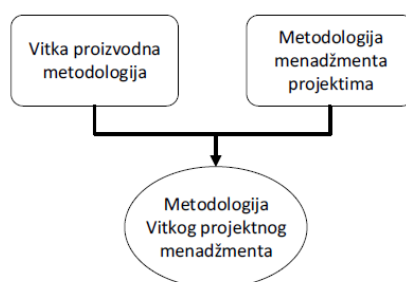 Vitka proizvodna
metodologija
Metodologija
menadžmenta
projektima
Metodologija
Vitkog projektnog
menadžmenta